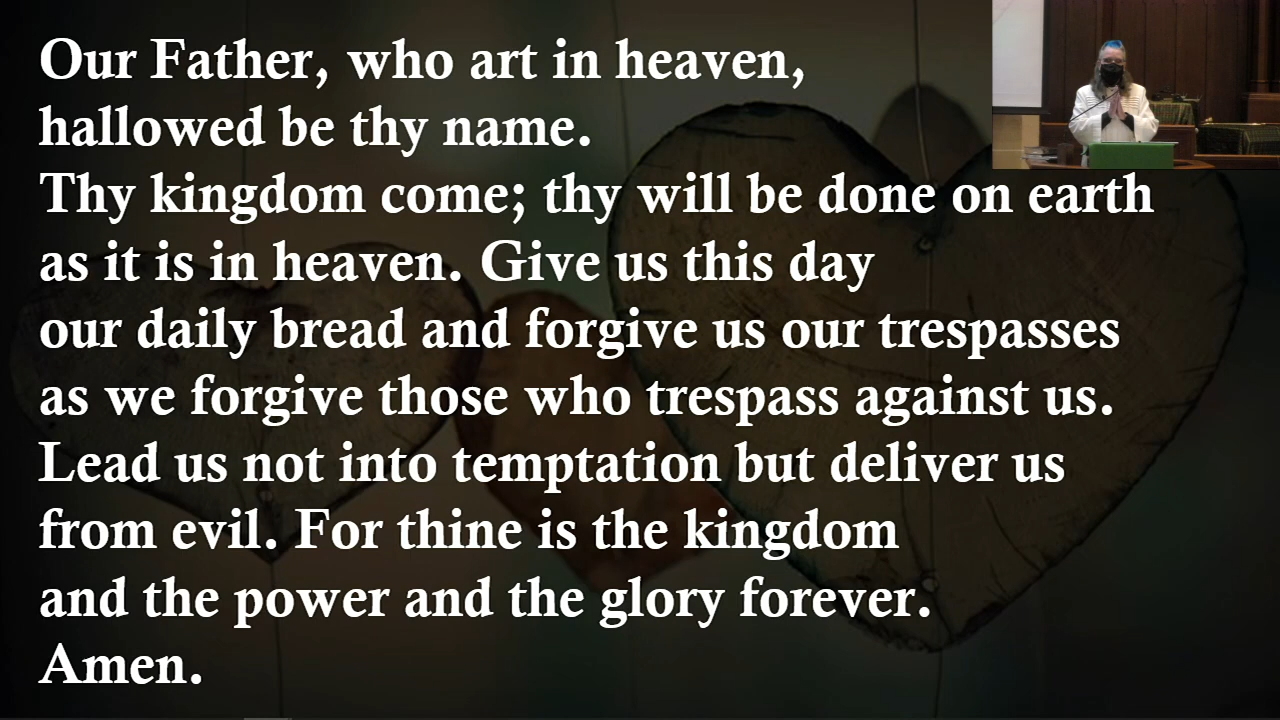 Our Father, who art in heaven,
hallowed be thy name.
Thy kingdom come; thy will be done on earth
as it is in heaven. Give us this day
our daily bread and forgive us our trespasses
as we forgive those who trespass against us.
Lead us not into temptation but deliver us
from evil. For thine is the kingdom
and the power and the glory forever.
Amen.